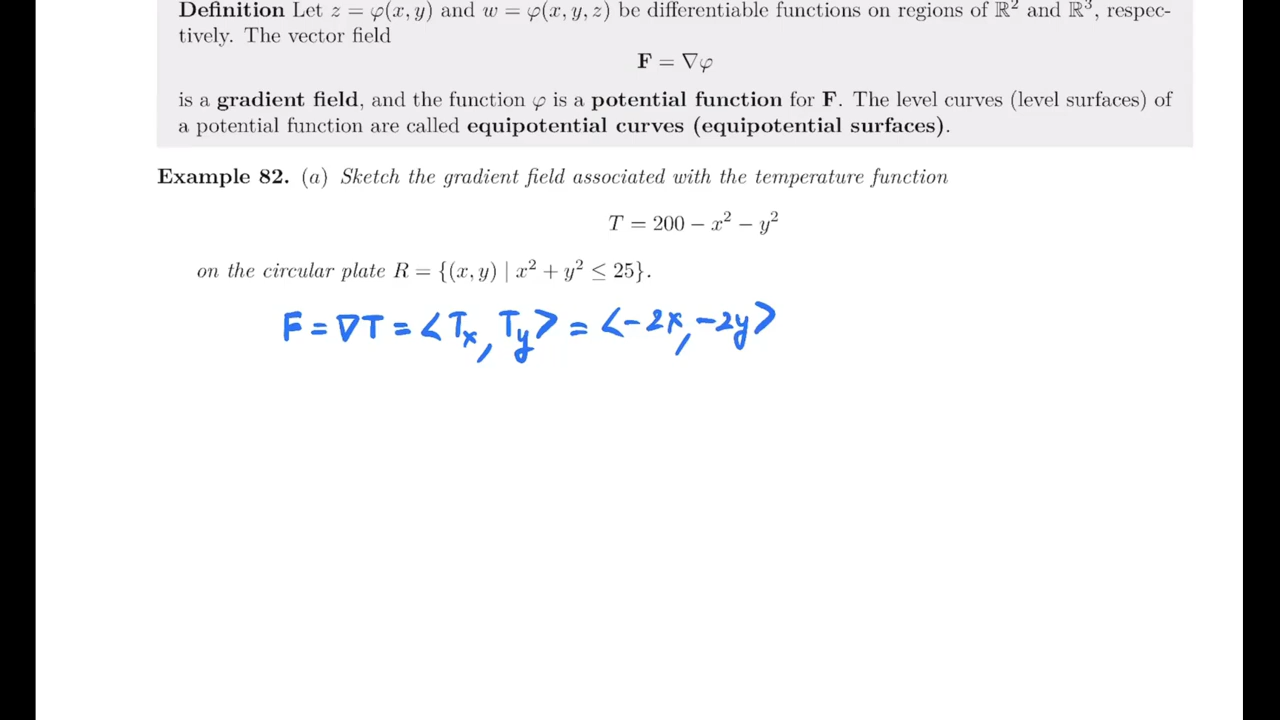 Definition Let z = φ(x, y) and w = φ(x, y, z) be differentiable functions on regions of ℝ² and ℝ³, respec-
tively. The vector field
F = ∇φ
is a gradient field, and the function φ is a potential function for F. The level curves (level surfaces) of
a potential function are called equipotential curves (equipotential surfaces).
Example 82. (a) Sketch the gradient field associated with the temperature function
T = 200 − x² − y²
on the circular plate R = {(x, y) | x² + y² ≤ 25}.
F = ∇T = <Tₓ, T_y> = <-2x, -2y>